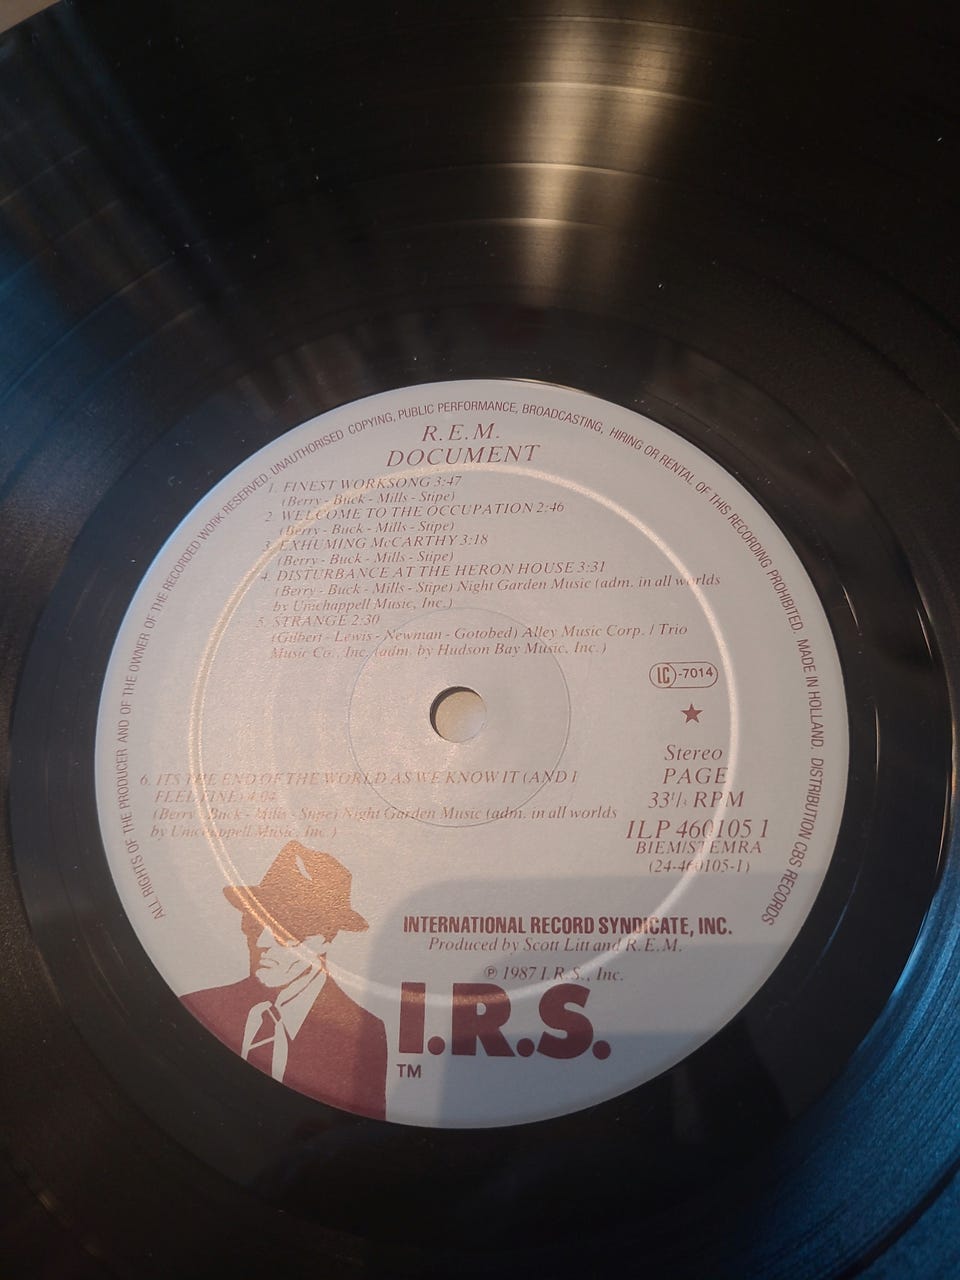 ALL RIGHTS OF THE PRODUCER AND OF THE OWNER OF THE RECORDED WORK RESERVED. UNAUTHORISED COPYING, PUBLIC PERFORMANCE, BROADCASTING, HIRING OR RENTAL OF THIS RECORDING PROHIBITED. MADE IN HOLLAND. DISTRIBUTION CBS RECORDS
R.E.M.
DOCUMENT
1. FINEST WORKSONG 3:47
(Berry - Buck - Mills - Stipe)
2. WELCOME TO THE OCCUPATION 2:46
(Berry - Buck - Mills - Stipe)
3. EXHUMING McCARTHY 3:18
(Berry - Buck - Mills - Stipe)
4. DISTURBANCE AT THE HERON HOUSE 3:31
(Berry - Buck - Mills - Stipe) Night Garden Music (adm. in all worlds
by Unichappell Music, Inc.)
5. STRANGE 2:30
(Gilbert - Lewis - Newman - Gotobed) Alley Music Corp. / Trio
Music Co., Inc. (adm. by Hudson Bay Music, Inc.)
LC-7014
Stereo
PAGE
33 1/3 RPM
ILP 460105 1
BIEM/STEMRA
(24-460105-1)
6. ITS THE END OF THE WORLD AS WE KNOW IT (AND I
FEEL FINE) 4:04
(Berry - Buck - Mills - Stipe) Night Garden Music (adm. in all worlds
by Unichappell Music, Inc.)
INTERNATIONAL RECORD SYNDICATE, INC.
Produced by Scott Litt and R.E.M.
℗ 1987 I.R.S., Inc.
I.R.S.
TM